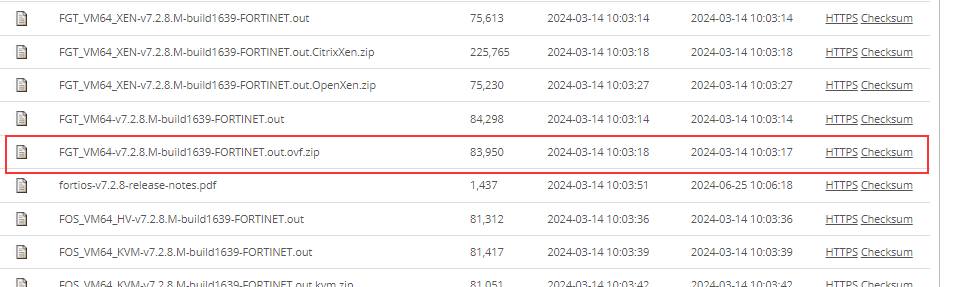 FGT_VM64_XEN-v7.2.8.M-build1639-FORTINET.out 75,613 2024-03-14 10:03:14 2024-03-14 10:03:14 HTTPS Checksum
FGT_VM64_XEN-v7.2.8.M-build1639-FORTINET.out.CitrixXen.zip 225,765 2024-03-14 10:03:18 2024-03-14 10:03:18 HTTPS Checksum
FGT_VM64_XEN-v7.2.8.M-build1639-FORTINET.out.OpenXen.zip 75,230 2024-03-14 10:03:27 2024-03-14 10:03:27 HTTPS Checksum
FGT_VM64-v7.2.8.M-build1639-FORTINET.out 84,298 2024-03-14 10:03:14 2024-03-14 10:03:14 HTTPS Checksum
FGT_VM64-v7.2.8.M-build1639-FORTINET.out.ovf.zip 83,950 2024-03-14 10:03:18 2024-03-14 10:03:17 HTTPS Checksum
fortios-v7.2.8-release-notes.pdf 1,437 2024-03-14 10:03:51 2024-06-25 10:06:18 HTTPS Checksum
FOS_VM64_HV-v7.2.8.M-build1639-FORTINET.out 81,312 2024-03-14 10:03:36 2024-03-14 10:03:36 HTTPS Checksum
FOS_VM64_KVM-v7.2.8.M-build1639-FORTINET.out 81,417 2024-03-14 10:03:39 2024-03-14 10:03:39 HTTPS Checksum
FOS_VM64_KVM-v7.2.8.M-build1639-FORTINET.out.kvm.zip 81,051 2024-03-14 10:03:42 2024-03-14 10:03:42 HTTPS Checksum